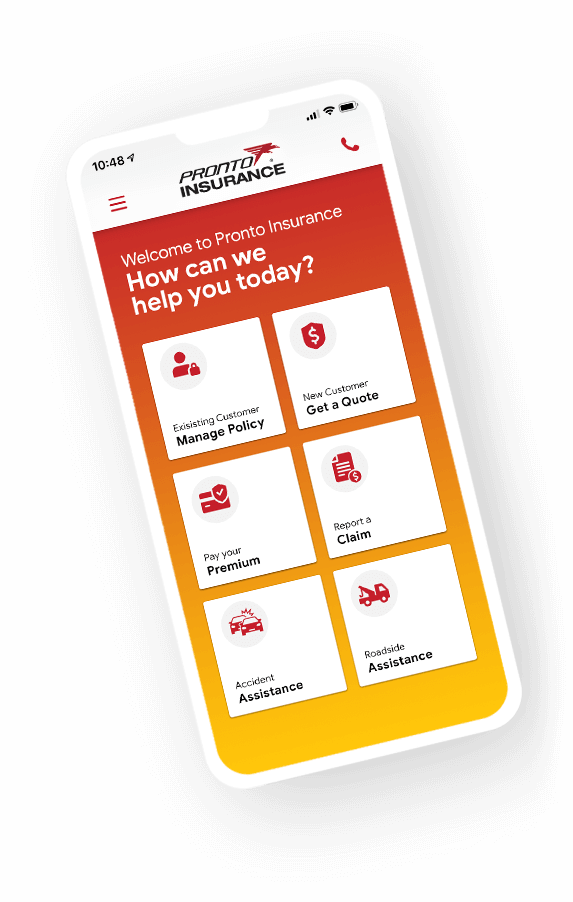 10:48
PRONTO
INSURANCE
Welcome to Pronto Insurance
How can we
help you today?
Exisisting Customer
Manage Policy
New Customer
Get a Quote
Pay your
Premium
Report a
Claim
Accident
Assistance
Roadside
Assistance